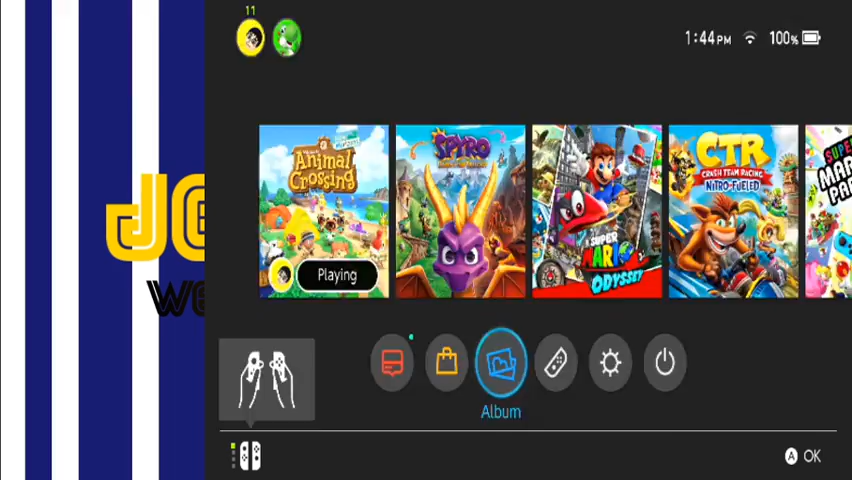 11
1:44PM 100%
Animal Crossing
SPYRO
SUPER MARIO ODYSSEY
CTR
CRASH TEAM RACING
NITRO-FUELED
SUPER
Playing
Album
A OK